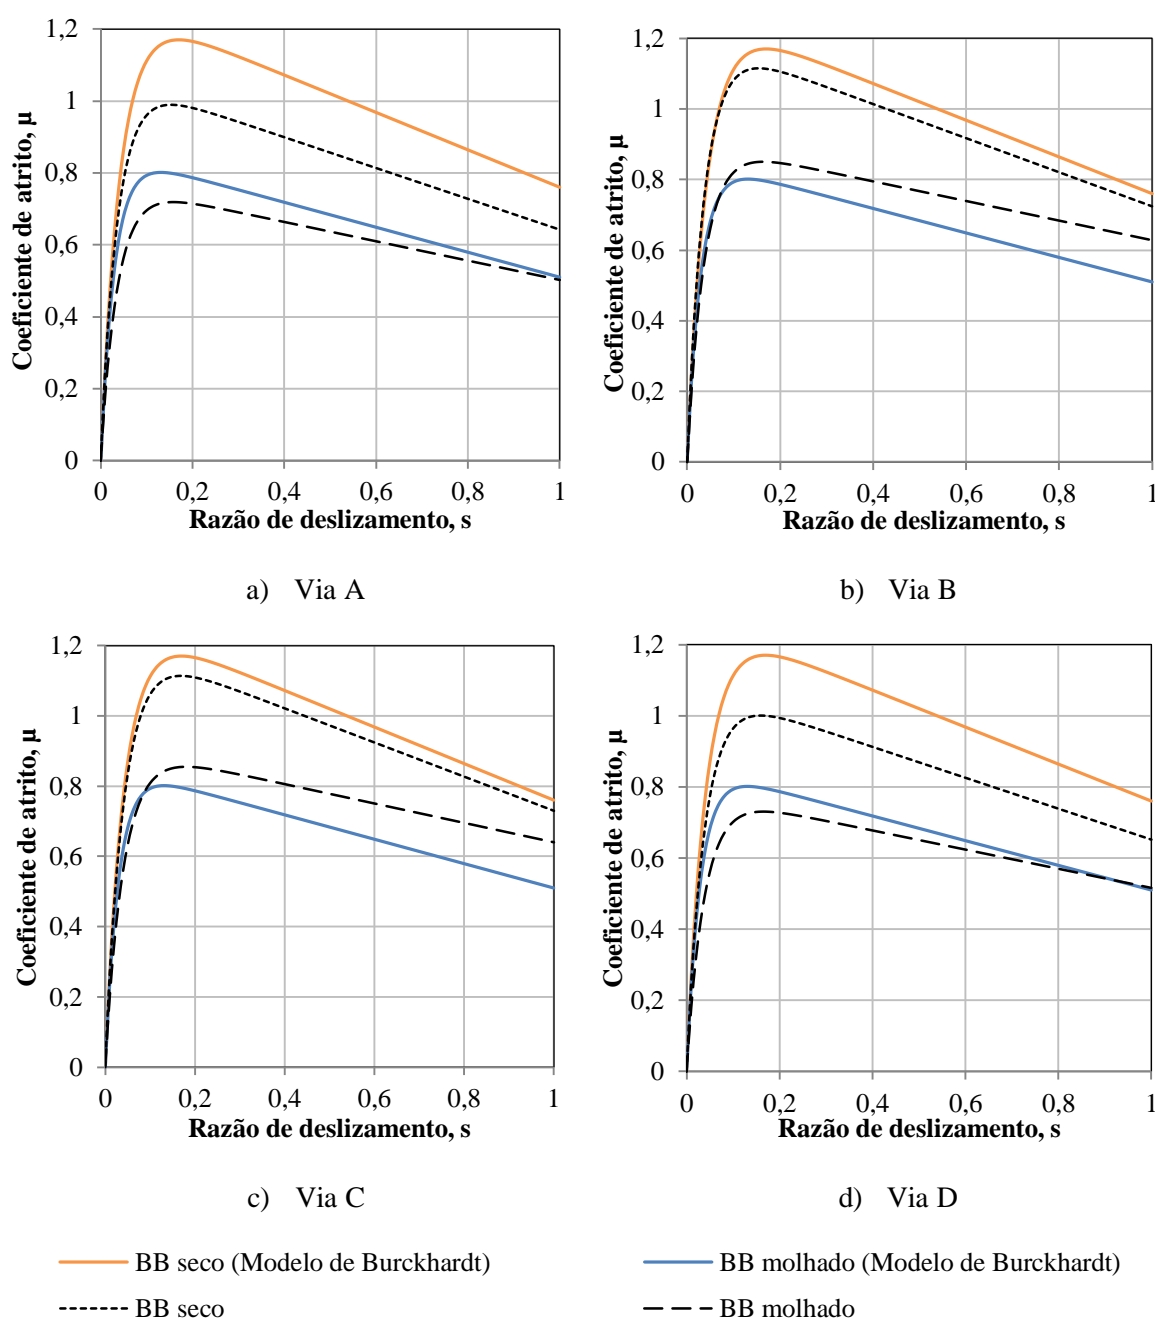 1,2
1
0,8
0,6
0,4
0,2
0
Coeficiente de atrito, µ
0 0,2 0,4 0,6 0,8 1
Razão de deslizamento, s
a) Via A
1,2
1
0,8
0,6
0,4
0,2
0
Coeficiente de atrito, µ
0 0,2 0,4 0,6 0,8 1
Razão de deslizamento, s
b) Via B
1,2
1
0,8
0,6
0,4
0,2
0
Coeficiente de atrito, µ
0 0,2 0,4 0,6 0,8 1
Razão de deslizamento, s
c) Via C
1,2
1
0,8
0,6
0,4
0,2
0
Coeficiente de atrito, µ
0 0,2 0,4 0,6 0,8 1
Razão de deslizamento, s
d) Via D
BB seco (Modelo de Burckhardt)
BB molhado (Modelo de Burckhardt)
BB seco
BB molhado